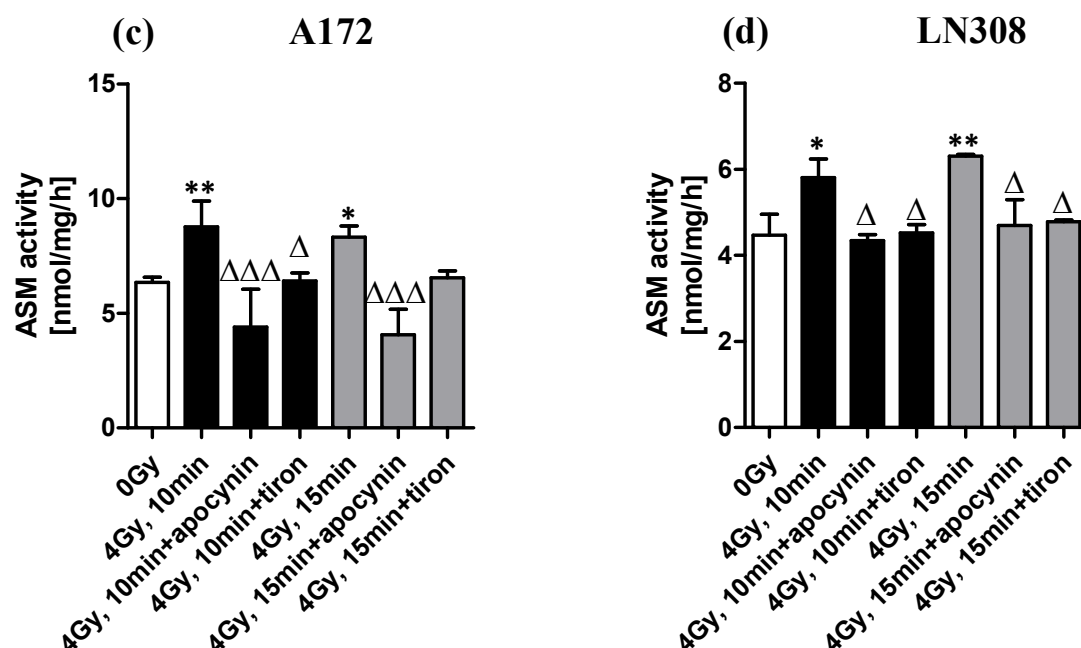 (c) A172
15
10
5
0
ASM activity
[nmol/mg/h]
**
ΔΔΔ
Δ
*
ΔΔΔ
0Gy
4Gy, 10min
4Gy, 10min+apocynin
4Gy, 10min+tiron
4Gy, 15min
4Gy, 15min+apocynin
4Gy, 15min+tiron
(d) LN308
8
6
4
2
0
ASM activity
[nmol/mg/h]
*
Δ
Δ
**
Δ
Δ
0Gy
4Gy, 10min
4Gy, 10min+apocynin
4Gy, 10min+tiron
4Gy, 15min
4Gy, 15min+apocynin
4Gy, 15min+tiron